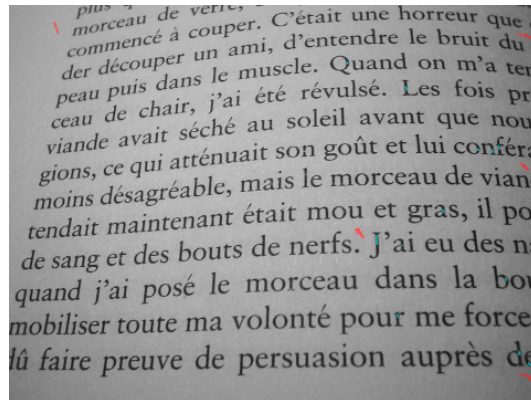 plus
morceau de verre,
commencé à couper. C'était une horreur que
der découper un ami, d'entendre le bruit du
peau puis dans le muscle. Quand on m'a ten
ceau de chair, j'ai été révulsé. Les fois pr
viande avait séché au soleil avant que nou
gions, ce qui atténuait son goût et lui conféra
moins désagréable, mais le morceau de vian
tendait maintenant était mou et gras, il po
de sang et des bouts de nerfs. J'ai eu des n
quand j'ai posé le morceau dans la bou
mobiliser toute ma volonté pour me force
dû faire preuve de persuasion auprès de